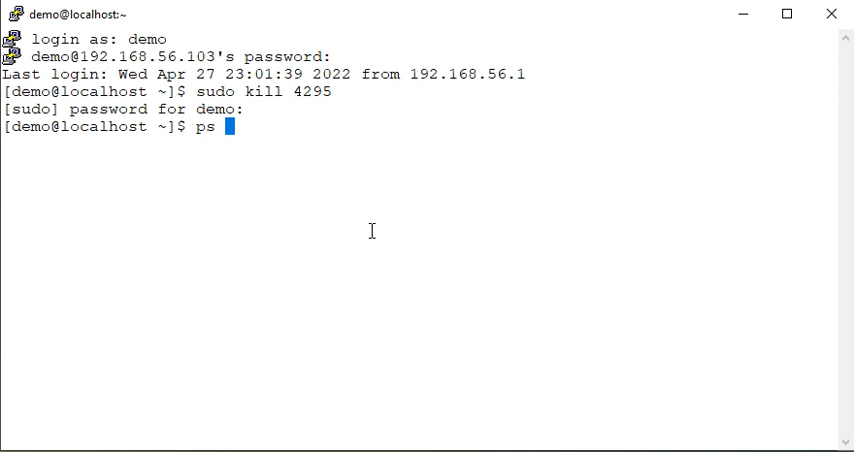 demo@localhost:~
login as: demo
demo@192.168.56.103's password:
Last login: Wed Apr 27 23:01:39 2022 from 192.168.56.1
[demo@localhost ~]$ sudo kill 4295
[sudo] password for demo:
[demo@localhost ~]$ ps